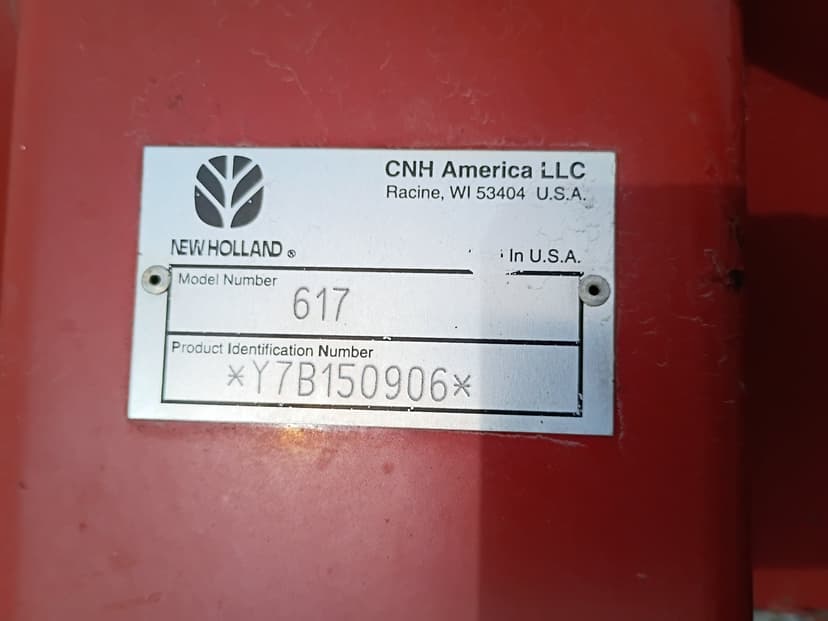 CNH America LLC
Racine, WI 53404 U.S.A.
NEW HOLLAND®
In U.S.A.
Model Number
617
Product Identification Number
*Y7B150906*